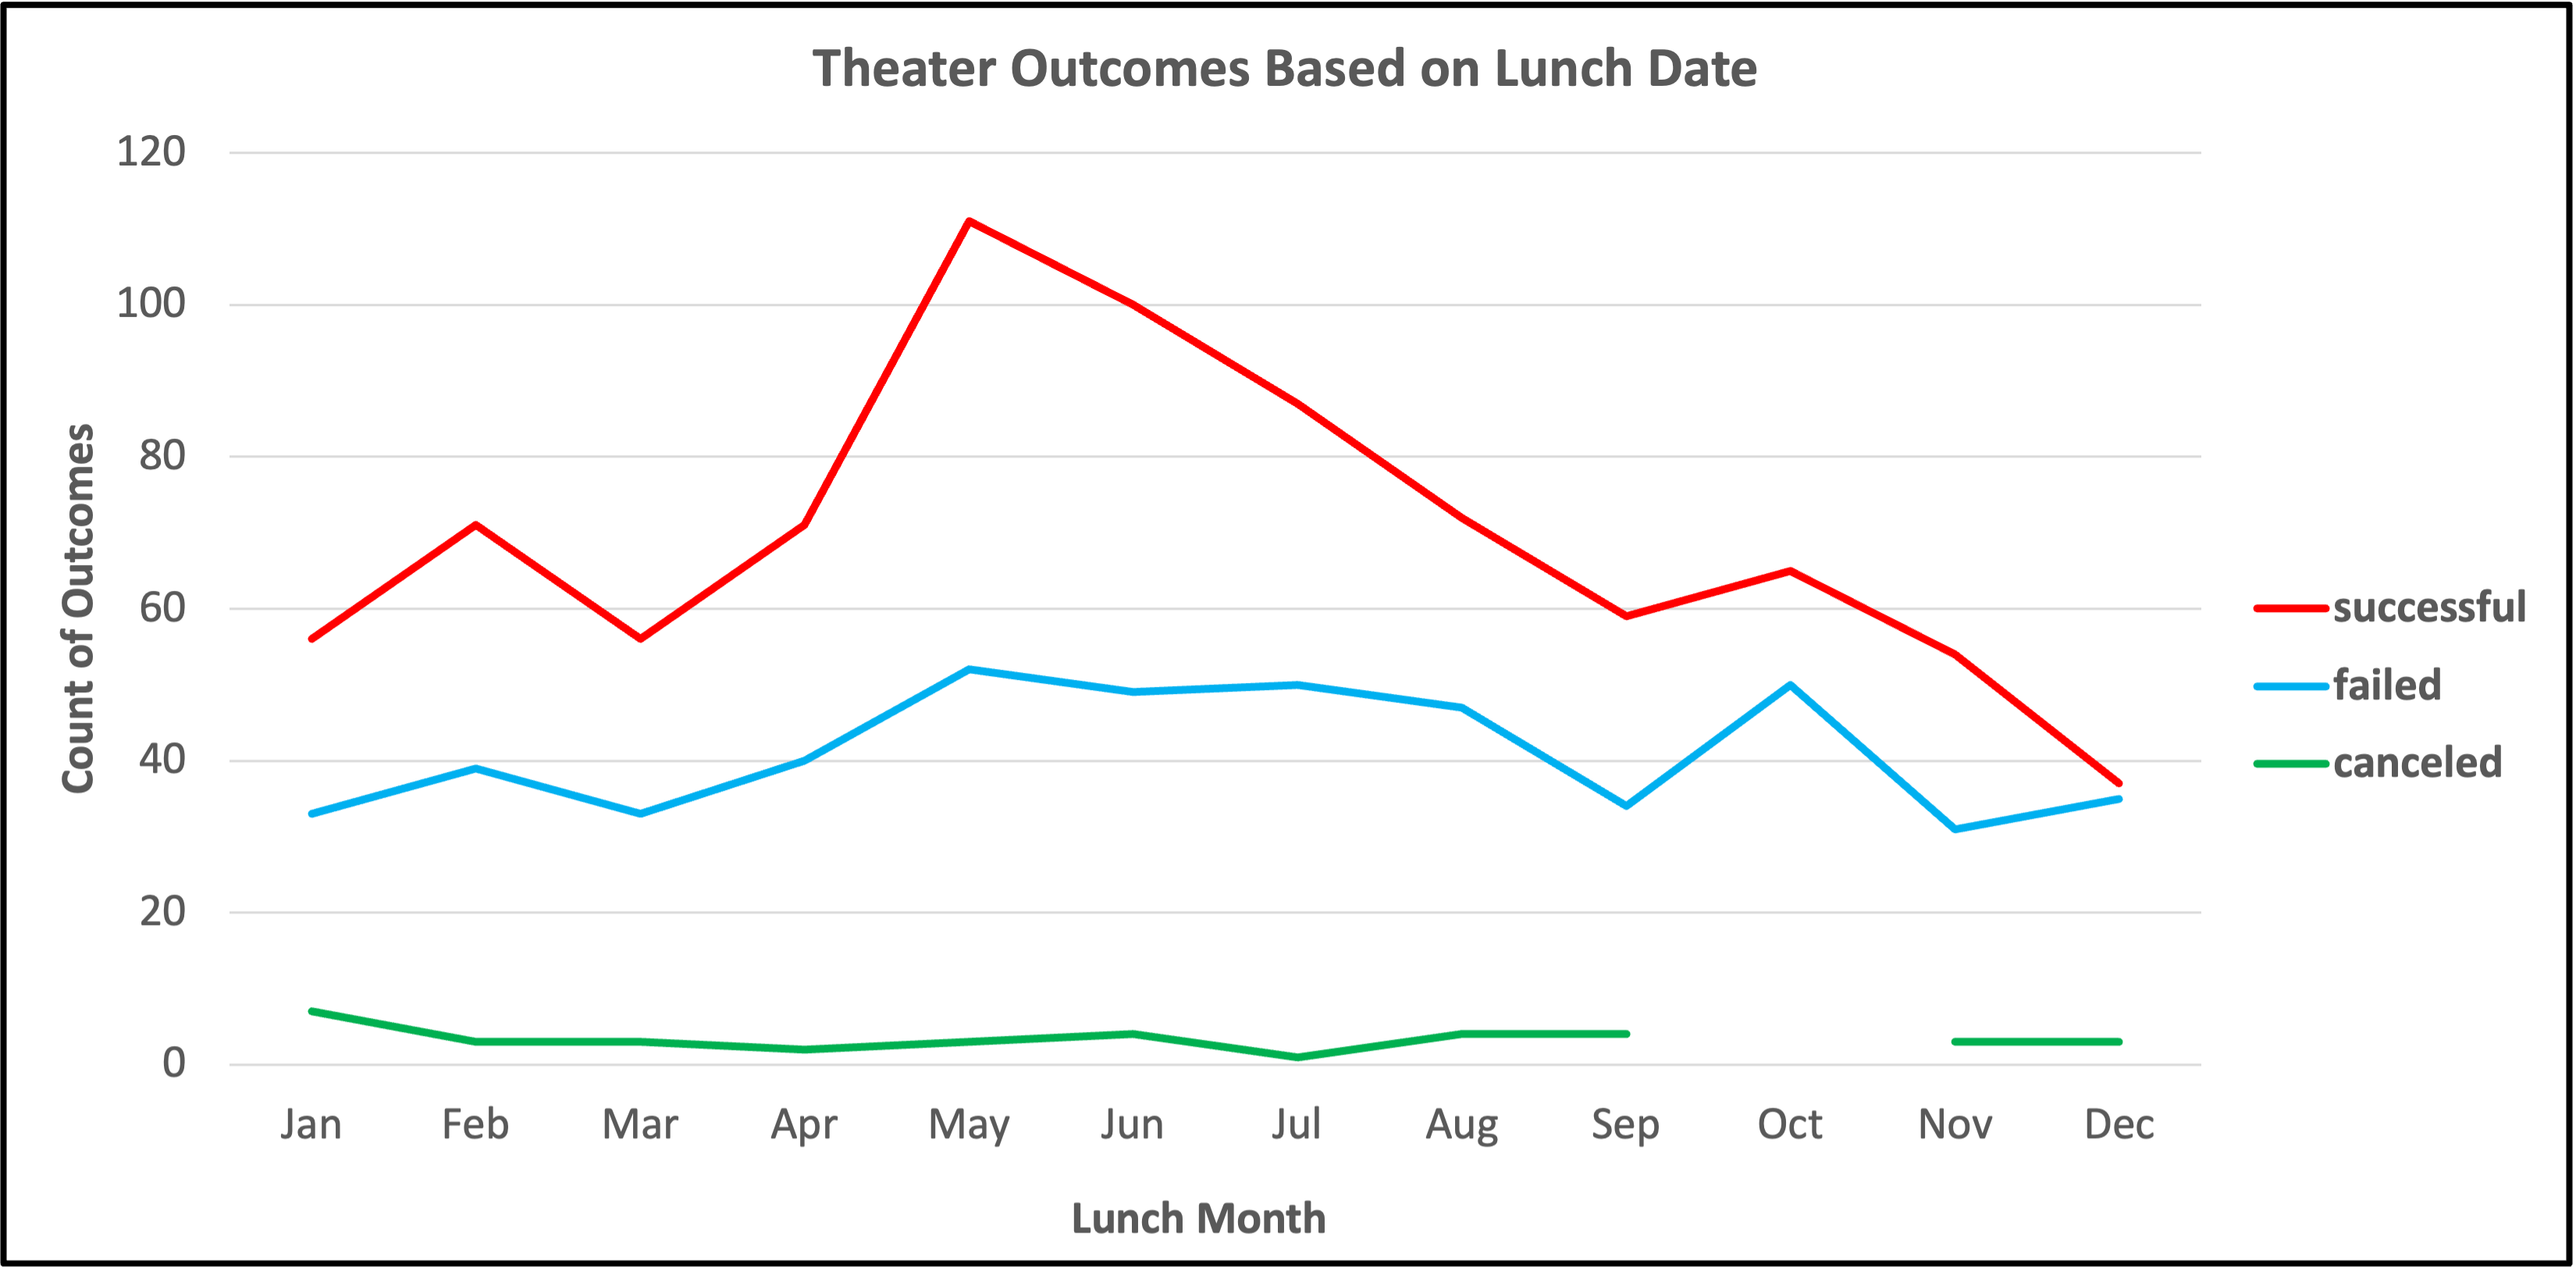 Theater Outcomes Based on Lunch Date
120
100
80
60
40
20
0
Count of Outcomes
Jan Feb Mar Apr May Jun Jul Aug Sep Oct Nov Dec
Lunch Month
successful
failed
canceled